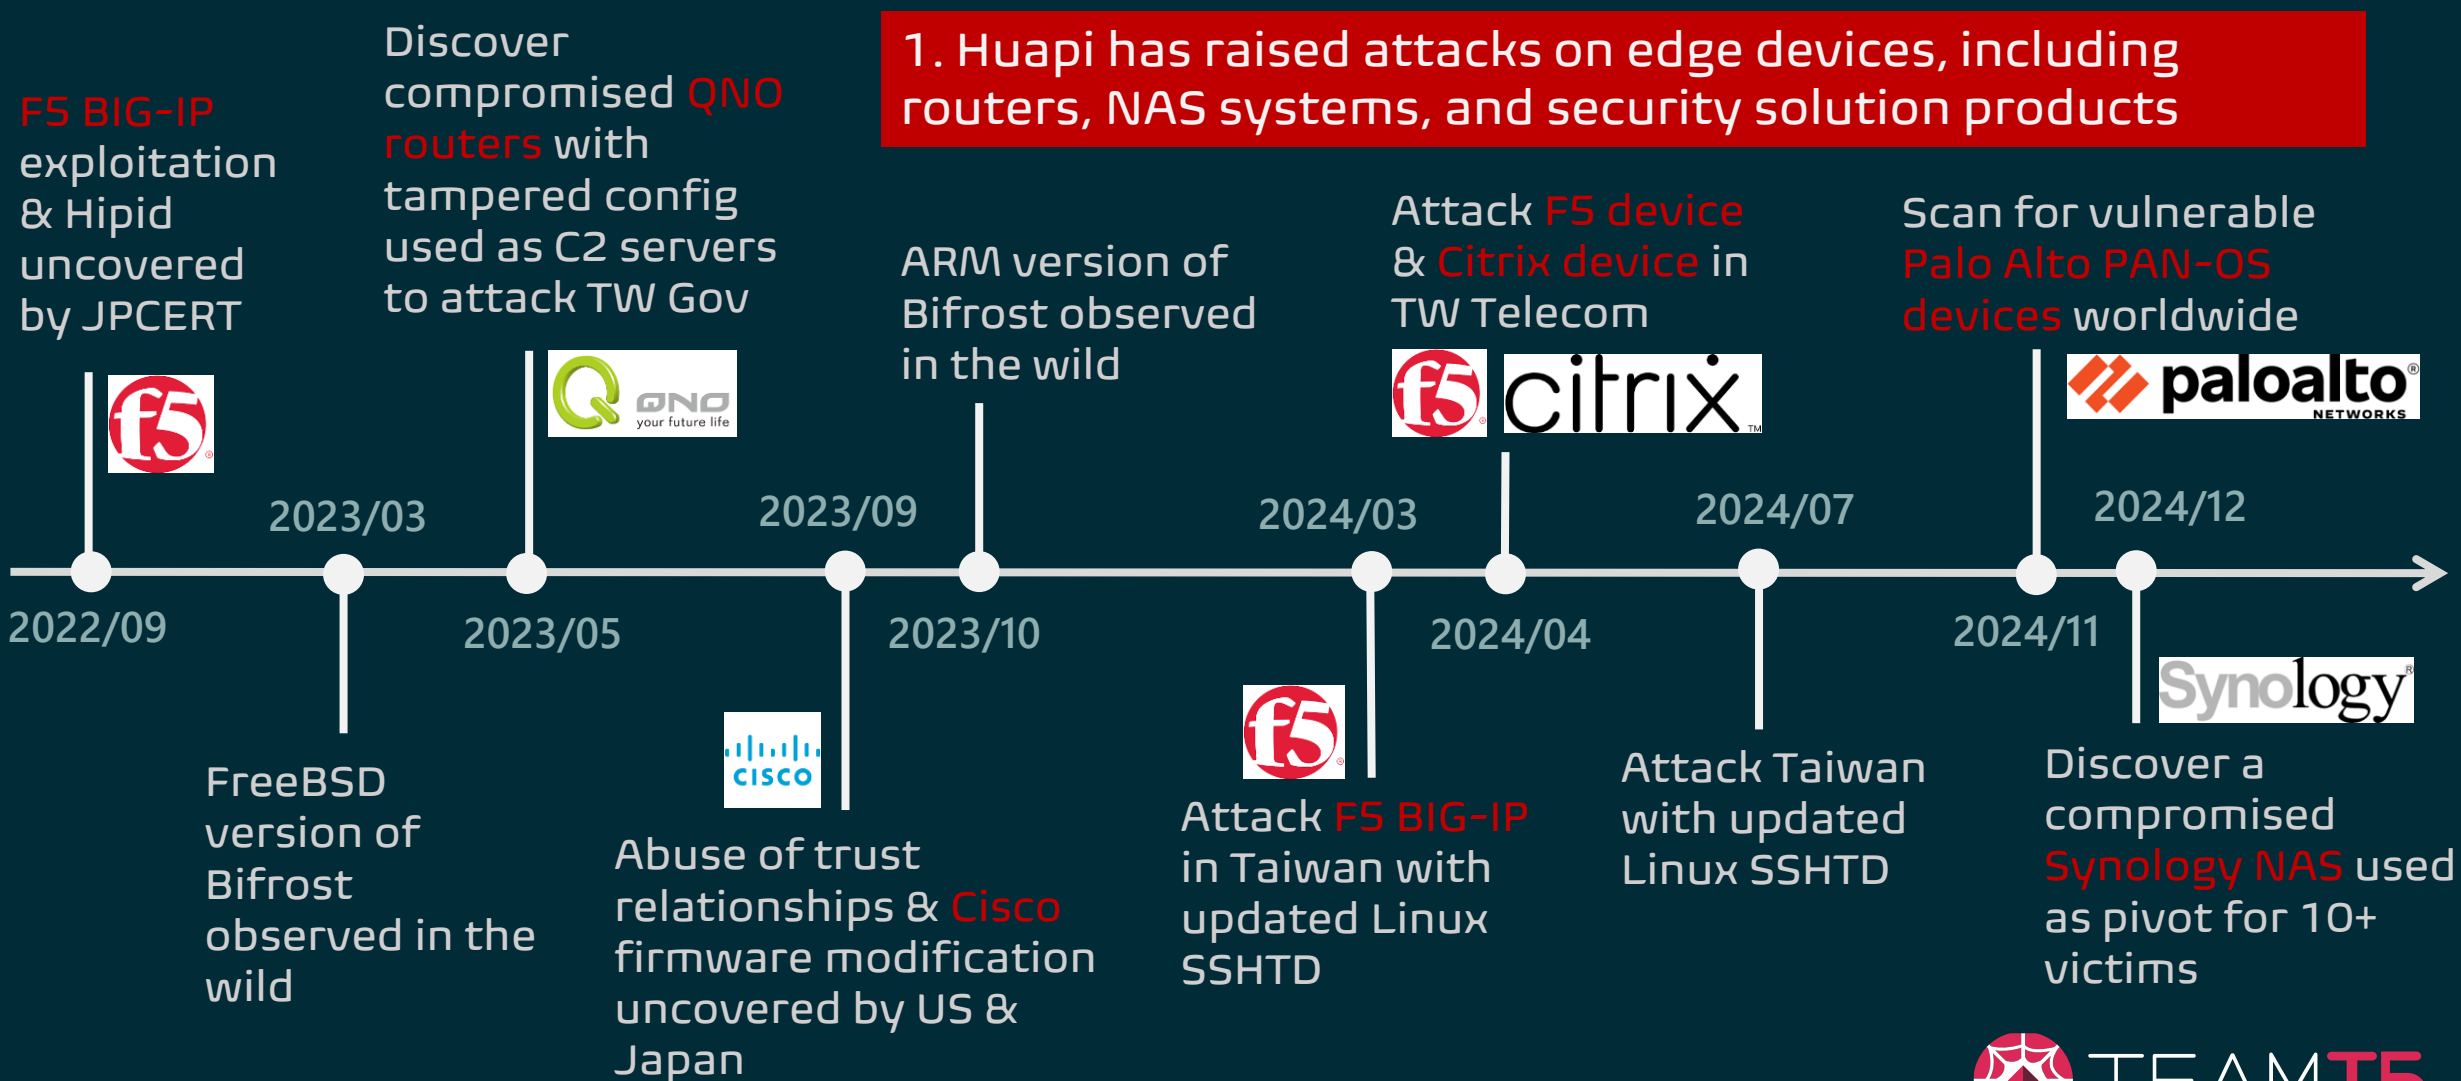 1. Huapi has raised attacks on edge devices, including
routers, NAS systems, and security solution products
F5 BIG-IP
exploitation
& Hipid
uncovered
by JPCERT
f5
2022/09
2023/03
FreeBSD
version of
Bifrost
observed in the
wild
Discover
compromised QNO
routers with
tampered config
used as C2 servers
to attack TW Gov
Q QNO
your future life
2023/05
2023/09
CISCO
Abuse of trust
relationships & Cisco
firmware modification
uncovered by US &
Japan
ARM version of
Bifrost observed
in the wild
2023/10
2024/03
f5
Attack F5 BIG-IP
in Taiwan with
updated Linux
SSHTD
Attack F5 device
& Citrix device in
TW Telecom
f5
citrix™
2024/04
2024/07
Attack Taiwan
with updated
Linux SSHTD
Scan for vulnerable
Palo Alto PAN-OS
devices worldwide
paloalto®
NETWORKS
2024/11
2024/12
Synology®
Discover a
compromised
Synology NAS used
as pivot for 10+
victims
TEAMT5